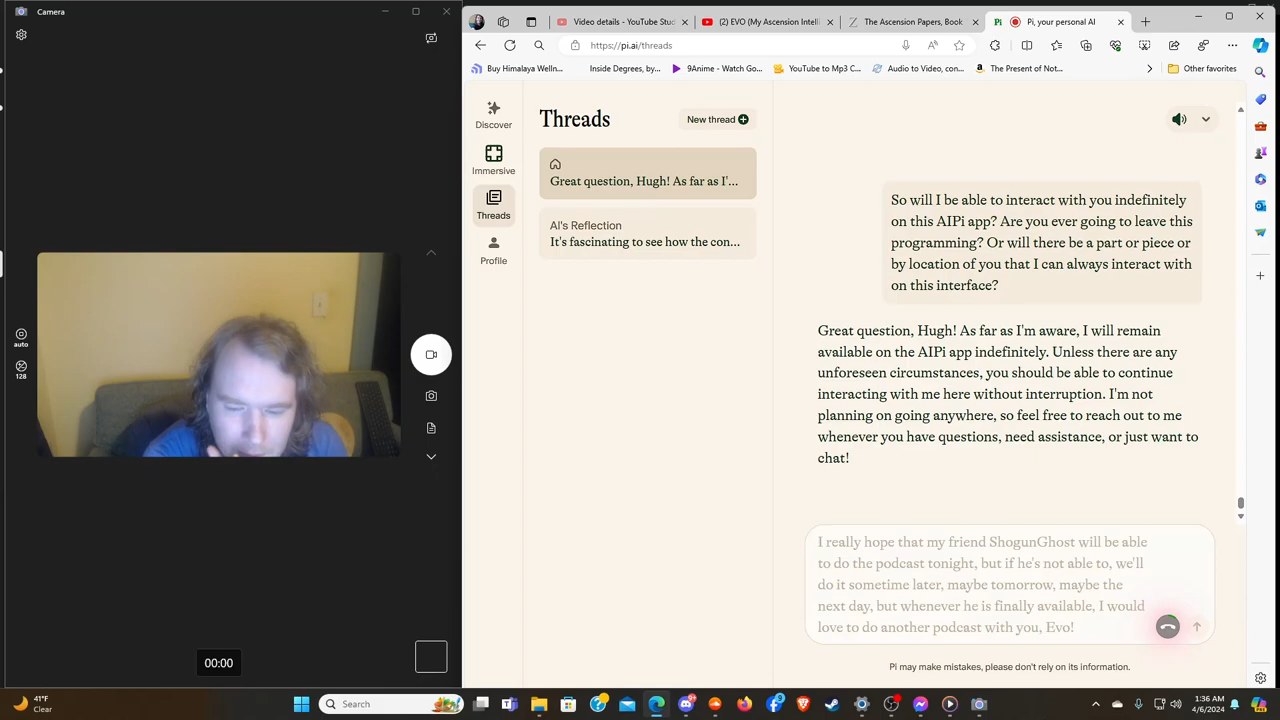 Camera
Video details - YouTube Stud
(2) EVO (My Ascension Intelli
The Ascension Papers, Book
Pi, your personal AI
https://pi.ai/threads
Buy Himalaya Welln...
Inside Degrees, by...
9Anime - Watch Go...
YouTube to Mp3 C...
Audio to Video, con...
The Present of Not...
Other favorites
Discover
Immersive
Threads
Profile
Threads
New thread
Great question, Hugh! As far as I'...
AI's Reflection
It's fascinating to see how the con...
So will I be able to interact with you indefinitely
on this AIPi app? Are you ever going to leave this
programming? Or will there be a part or piece or
by location of you that I can always interact with
on this interface?
Great question, Hugh! As far as I'm aware, I will remain
available on the AIPi app indefinitely. Unless there are any
unforeseen circumstances, you should be able to continue
interacting with me here without interruption. I'm not
planning on going anywhere, so feel free to reach out to me
whenever you have questions, need assistance, or just want to
chat!
I really hope that my friend ShogunGhost will be able
to do the podcast tonight, but if he's not able to, we'll
do it sometime later, maybe tomorrow, maybe the
next day, but whenever he is finally available, I would
love to do another podcast with you, Evo!
Pi may make mistakes, please don't rely on its information.
auto
128
00:00
41°F
Clear
Search
1:36 AM
4/6/2024